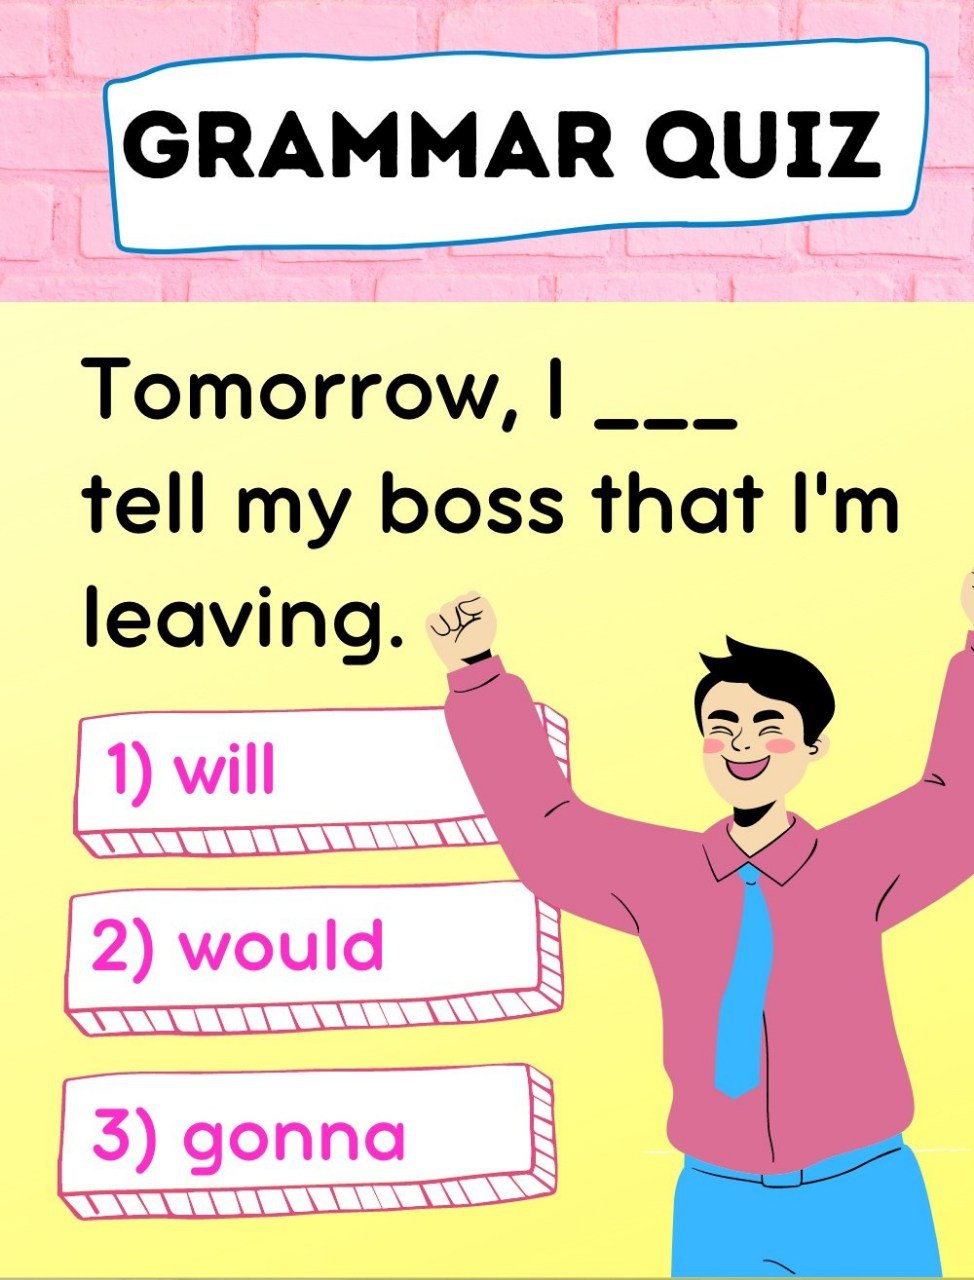 GRAMMAR QUIZ
Tomorrow, I ___
tell my boss that I'm
leaving.
1) will
2) would
3) gonna